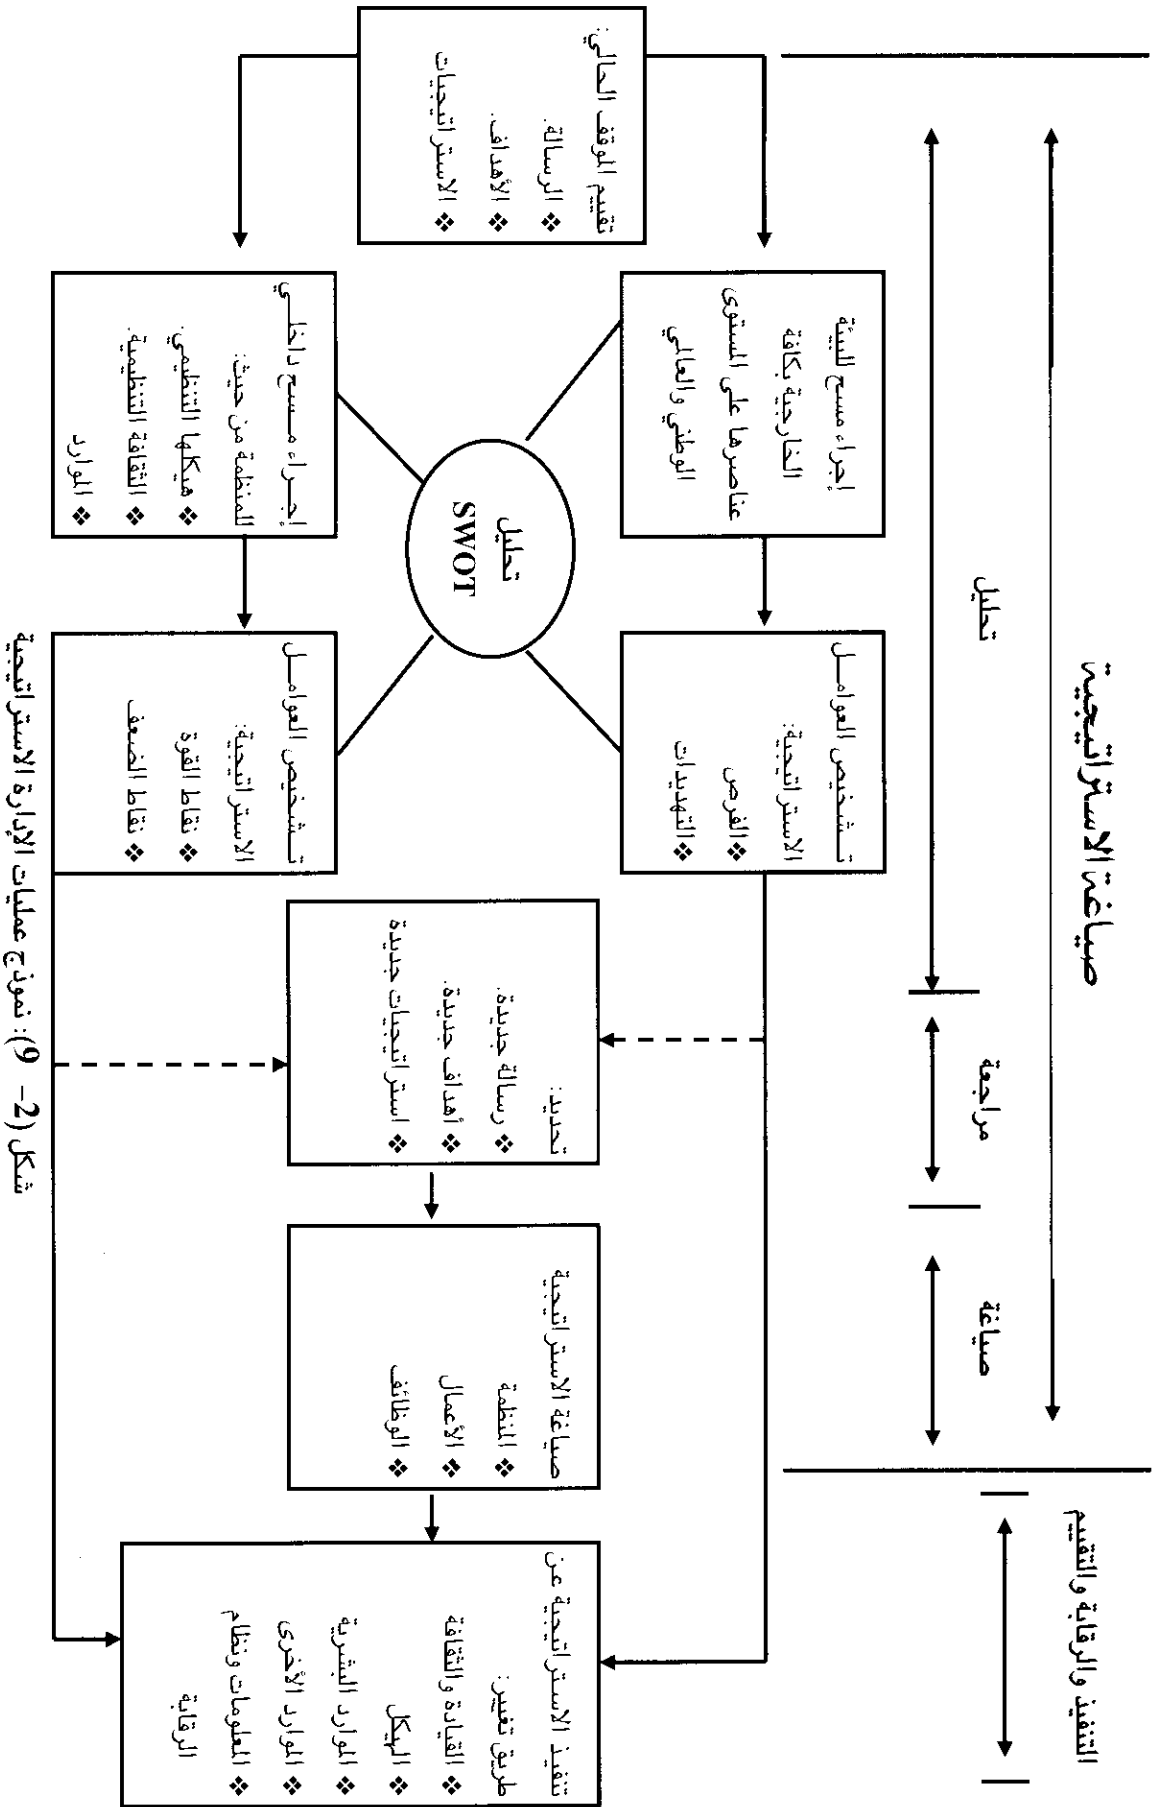 صياغة الاستراتيجية
التنفيذ والرقابة والتقييم
تحليل
مراجعة
صياغة
تقييم الموقف الحالي:
❖ الرسالة.
❖ الأهداف.
❖ الاستراتيجيات
إجراء مسح للبيئة
الخارجية بكافة
عناصرها على المستوى
الوطني والعالمي
تشخيص العوامل
الاستراتيجية:
❖ الفرص
❖ التهديدات
تحليل
SWOT
إجراء مسح داخلي
للمنظمة من حيث:
❖ هيكلها التنظيمي.
❖ الثقافة التنظيمية.
❖ الموارد
تشخيص العوامل
الاستراتيجية:
❖ نقاط القوة
❖ نقاط الضعف
تحديد:
❖ رسالة جديدة.
❖ أهداف جديدة.
❖ استراتيجيات جديدة
صياغة الاستراتيجية
❖ المنظمة
❖ الأعمال
❖ الوظائف
تنفيذ الاستراتيجية عن
طريق تغيير:
❖ القيادة والثقافة
❖ الهيكل
❖ الموارد البشرية
❖ الموارد الأخرى
❖ المعلومات ونظام
الرقابة
شكل (2- 9): نموذج عمليات الإدارة الاستراتيجية